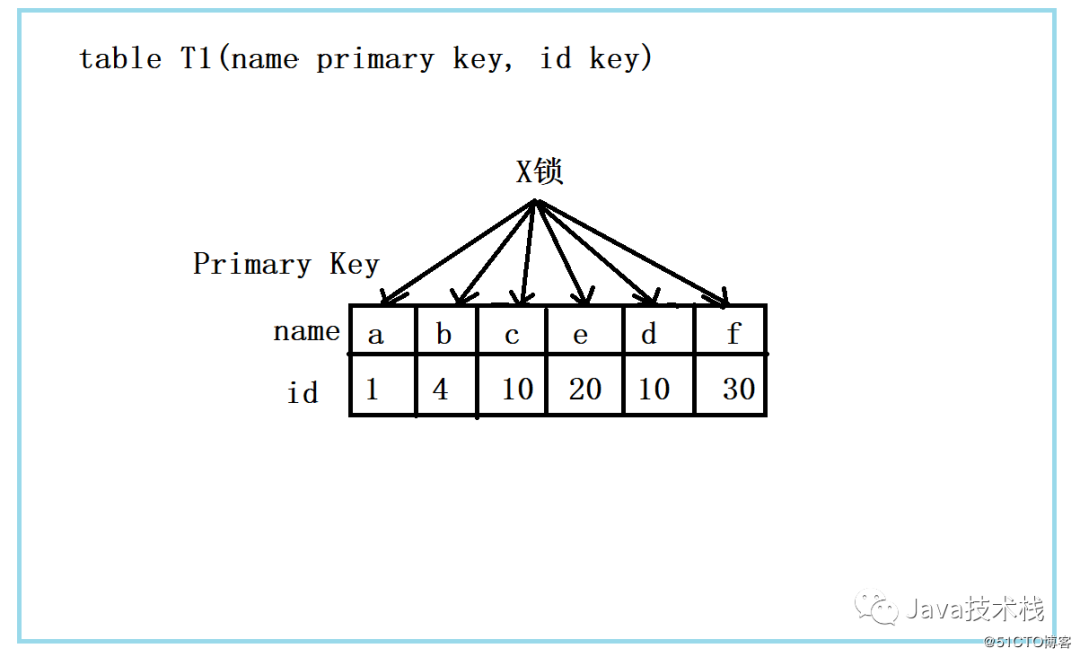 table T1(name primary key, id key)
X锁
Primary Key
name a b c e d f
id 1 4 10 20 10 30
Java技术栈
@51CTO博客